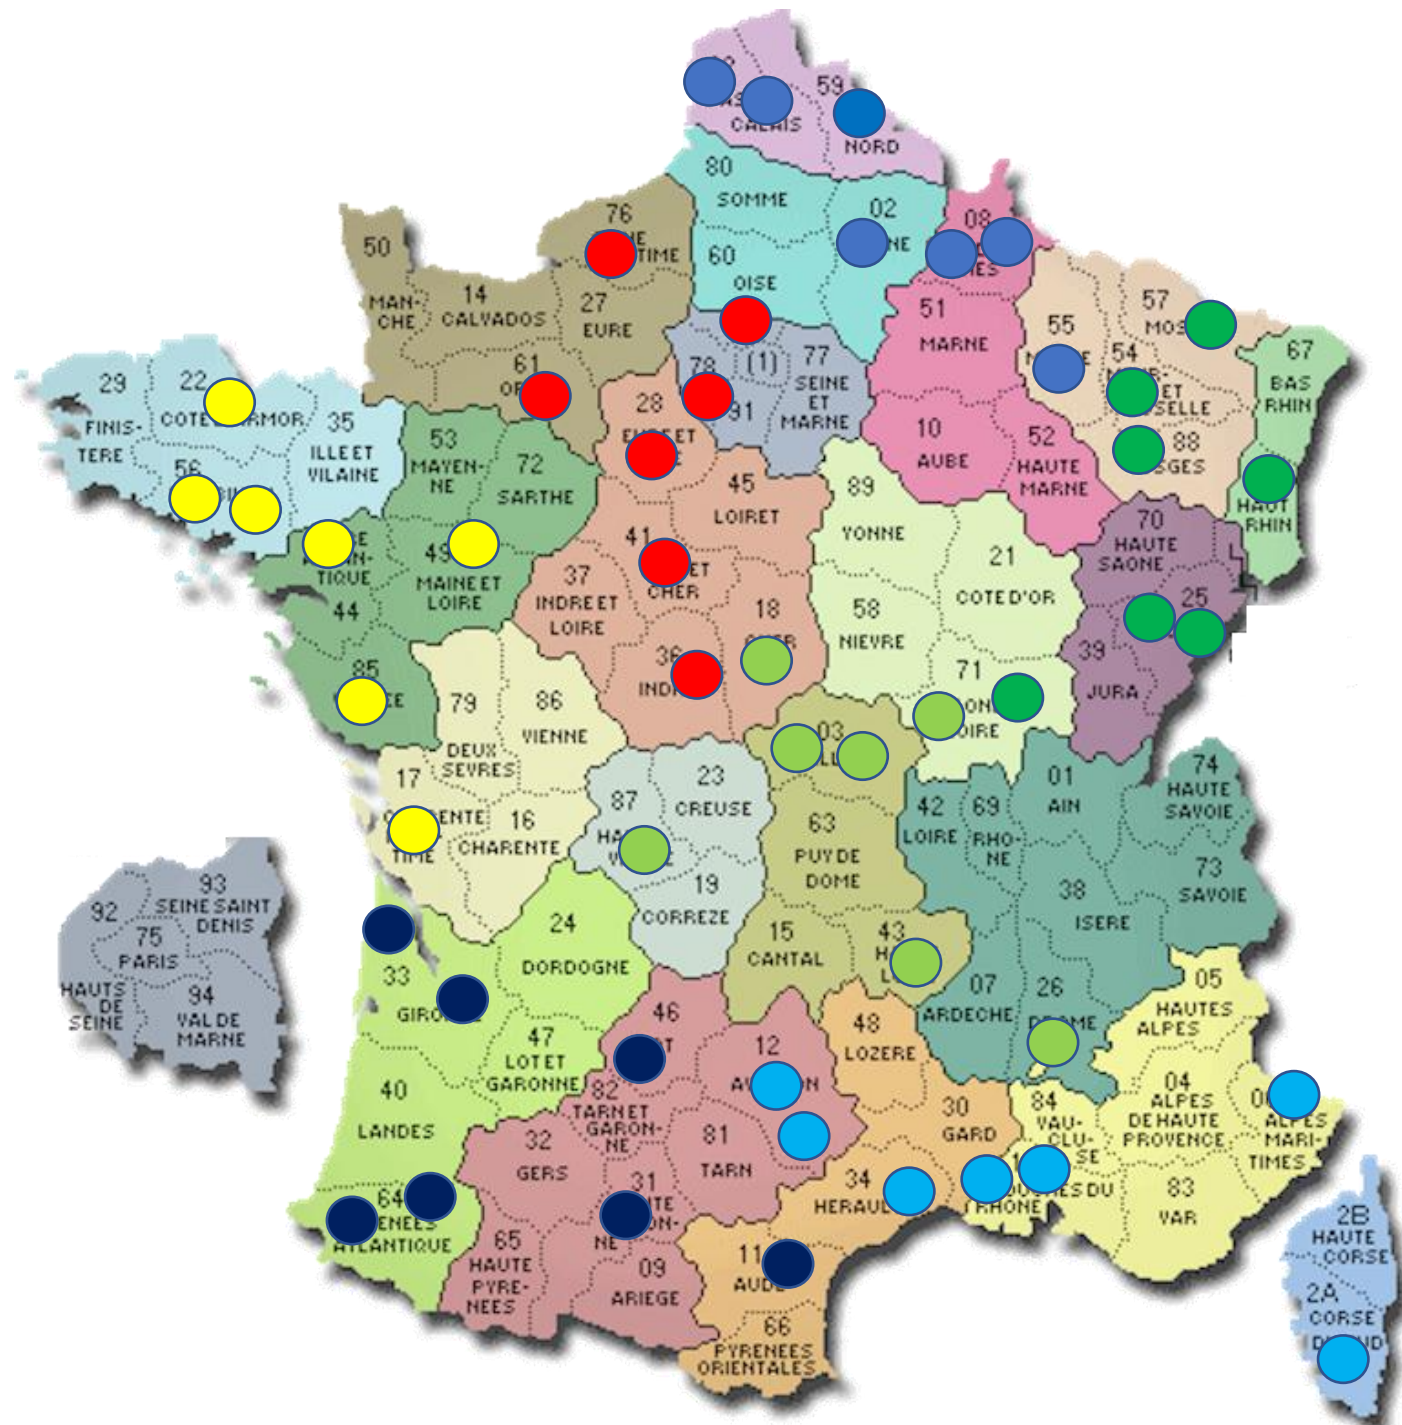 59
CALAIS
NORD
80
SOMME
02
NE
08
MES
76
TIME
60
OISE
50
MAN-
CHE
14
CALVADOS
27
EURE
61
51
MARNE
55
57
MOS
54
ET
SELLE
67
BAS
RHIN
78
(1)
77
SEINE
ET
MARNE
91
29
FINIS-
TERE
22
COTE ARMOR
35
ILLE ET
VILAINE
56
53
MAYEN-
NE
72
SARTHE
28
10
AUBE
52
HAUTE
MARNE
88
SGES
HAUT
RHIN
45
LOIRET
89
YONNE
70
HAUTE
SAONE
TIQUE
44
49
MAINE ET
LOIRE
41
ET
CHER
37
INDRE ET
LOIRE
18
21
COTE D'OR
58
NIEVRE
25
39
JURA
85
EE
79
DEUX
SEVRES
86
VIENNE
36
IND
71
OIRE
03
17
ENTE
TIME
16
CHARENTE
87
23
CREUSE
19
CORREZE
63
PUY DE
DOME
42
LOIRE
69
RHO-
NE
01
AIN
74
HAUTE
SAVOIE
73
SAVOIE
38
ISERE
93
SEINE SAINT
DENIS
92
75
PARIS
HAUTS
DE
SEINE
94
VAL DE
MARNE
33
GIRO
24
DORDOGNE
15
CANTAL
43
07
ARDECHE
26
05
HAUTES
ALPES
47
LOT ET
GARONNE
46
12
48
LOZERE
40
LANDES
82
TARN ET
GARON-
NE
81
TARN
30
GARD
84
VAU-
CLU-
SE
04
ALPES
DE HAUTE
PROVENCE
ALPES
MARI-
TIMES
32
GERS
31
NE
34
HERAUL
DU
RHONE
83
VAR
64
ENEES
ATLANTIQUE
65
HAUTE
PYRE-
NEES
09
ARIEGE
11
AUD
66
PYRENEES
ORIENTALES
2B
HAUTE
CORSE
2A
CORSE